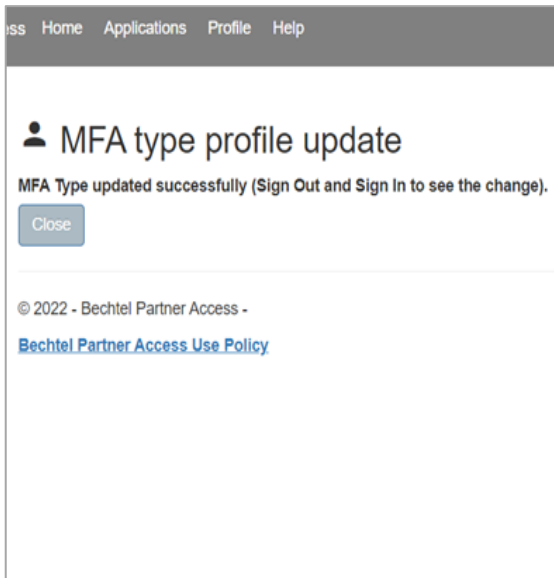 ess Home Applications Profile Help
MFA type profile update
MFA Type updated successfully (Sign Out and Sign In to see the change).
Close
© 2022 - Bechtel Partner Access -
Bechtel Partner Access Use Policy